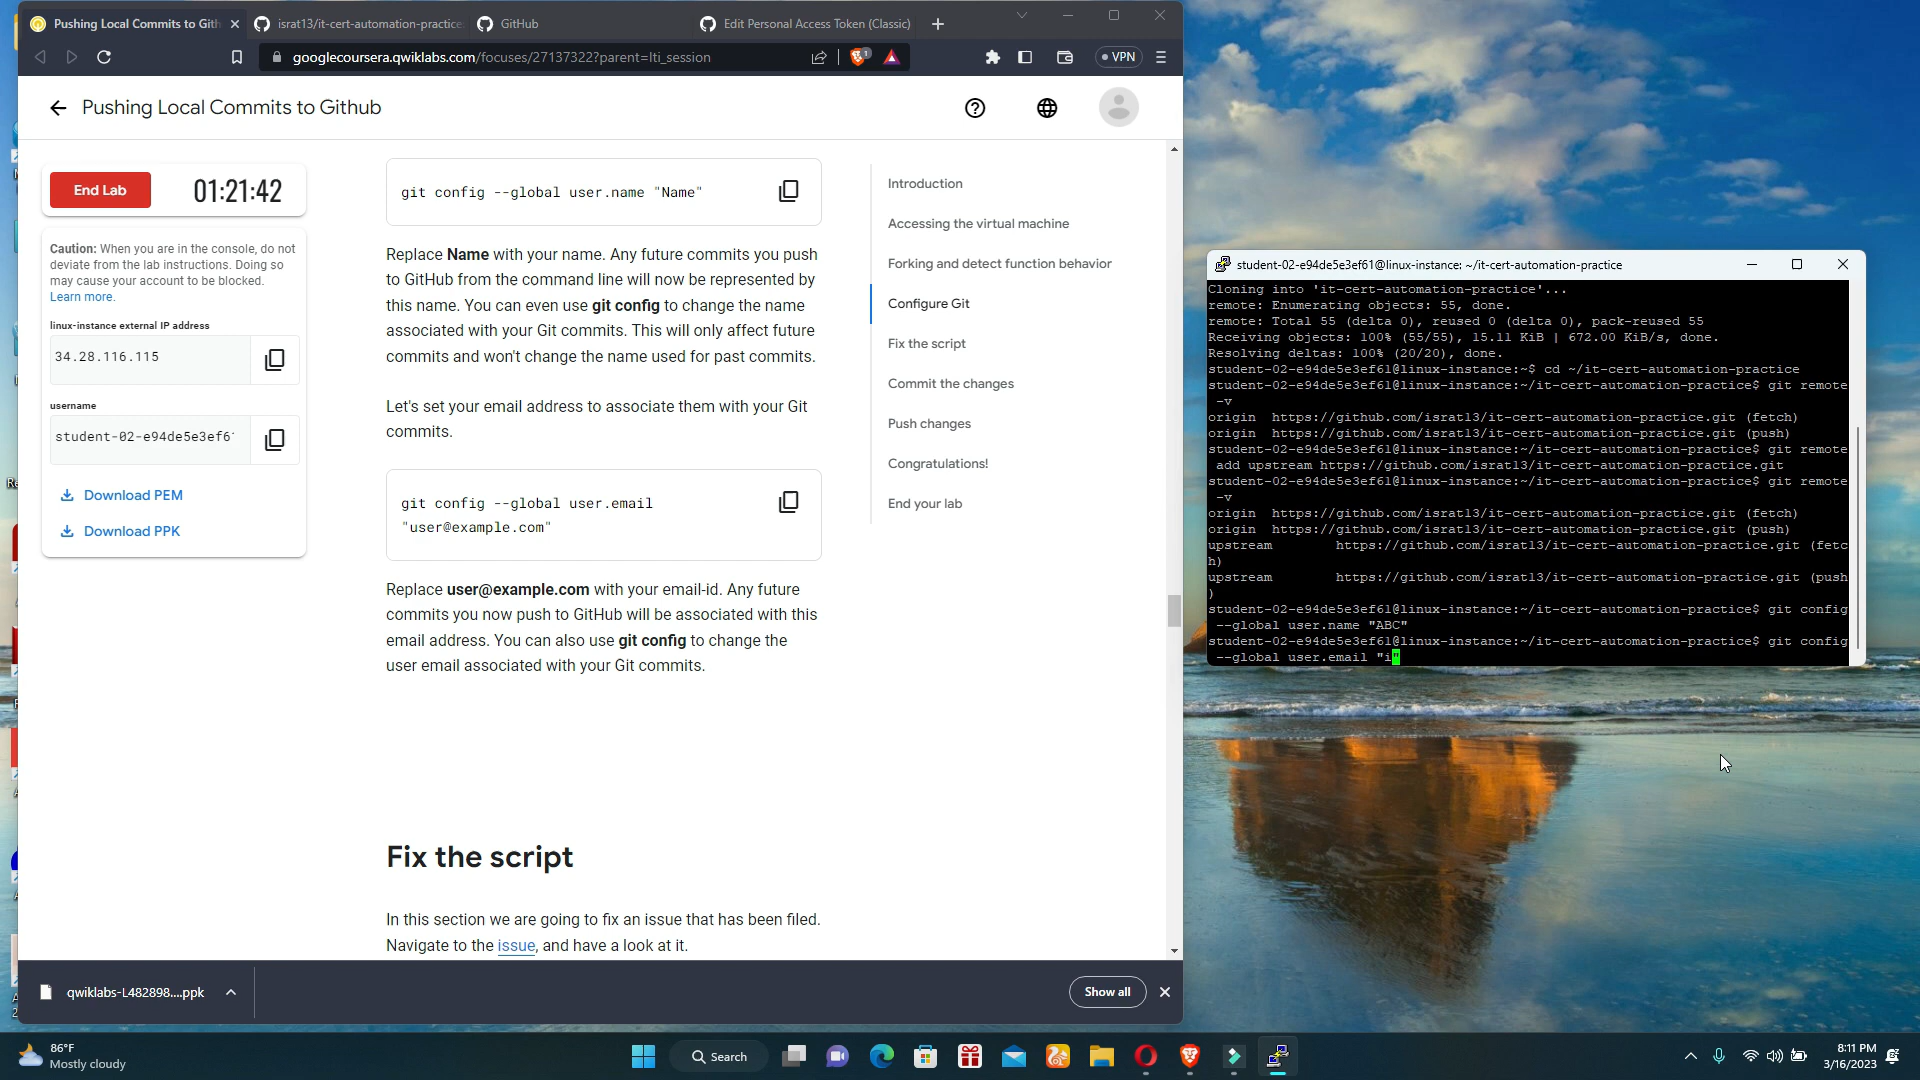 Pushing Local Commits to Gith
israt13/it-cert-automation-practice
GitHub
Edit Personal Access Token (Classic)
googlecoursera.qwiklabs.com/focuses/27137322?parent=lti_session
1
VPN
Pushing Local Commits to Github
End Lab
01:21:42
Caution: When you are in the console, do not
deviate from the lab instructions. Doing so
may cause your account to be blocked.
Learn more.
linux-instance external IP address
34.28.116.115
username
student-02-e94de5e3ef6
Download PEM
Download PPK
git config --global user.name "Name"
Replace Name with your name. Any future commits you push
to GitHub from the command line will now be represented by
this name. You can even use git config to change the name
associated with your Git commits. This will only affect future
commits and won't change the name used for past commits.
Let's set your email address to associate them with your Git
commits.
git config --global user.email
"user@example.com"
Replace user@example.com with your email-id. Any future
commits you now push to GitHub will be associated with this
email address. You can also use git config to change the
user email associated with your Git commits.
Fix the script
In this section we are going to fix an issue that has been filed.
Navigate to the issue, and have a look at it.
Introduction
Accessing the virtual machine
Forking and detect function behavior
Configure Git
Fix the script
Commit the changes
Push changes
Congratulations!
End your lab
student-02-e94de5e3ef61@linux-instance: ~/it-cert-automation-practice
Cloning into 'it-cert-automation-practice'...
remote: Enumerating objects: 55, done.
remote: Total 55 (delta 0), reused 0 (delta 0), pack-reused 55
Receiving objects: 100% (55/55), 15.11 KiB | 672.00 KiB/s, done.
Resolving deltas: 100% (20/20), done.
student-02-e94de5e3ef61@linux-instance:~$ cd ~/it-cert-automation-practice
student-02-e94de5e3ef61@linux-instance:~/it-cert-automation-practice$ git remote
-v
origin  https://github.com/israt13/it-cert-automation-practice.git (fetch)
origin  https://github.com/israt13/it-cert-automation-practice.git (push)
student-02-e94de5e3ef61@linux-instance:~/it-cert-automation-practice$ git remote
add upstream https://github.com/israt13/it-cert-automation-practice.git
student-02-e94de5e3ef61@linux-instance:~/it-cert-automation-practice$ git remote
-v
origin  https://github.com/israt13/it-cert-automation-practice.git (fetch)
origin  https://github.com/israt13/it-cert-automation-practice.git (push)
upstream        https://github.com/israt13/it-cert-automation-practice.git (fetc
h)
upstream        https://github.com/israt13/it-cert-automation-practice.git (push
)
student-02-e94de5e3ef61@linux-instance:~/it-cert-automation-practice$ git config
--global user.name "ABC"
student-02-e94de5e3ef61@linux-instance:~/it-cert-automation-practice$ git config
--global user.email "i"
qwiklabs-L482898....ppk
Show all
86°F
Mostly cloudy
Search
8:11 PM
3/16/2023